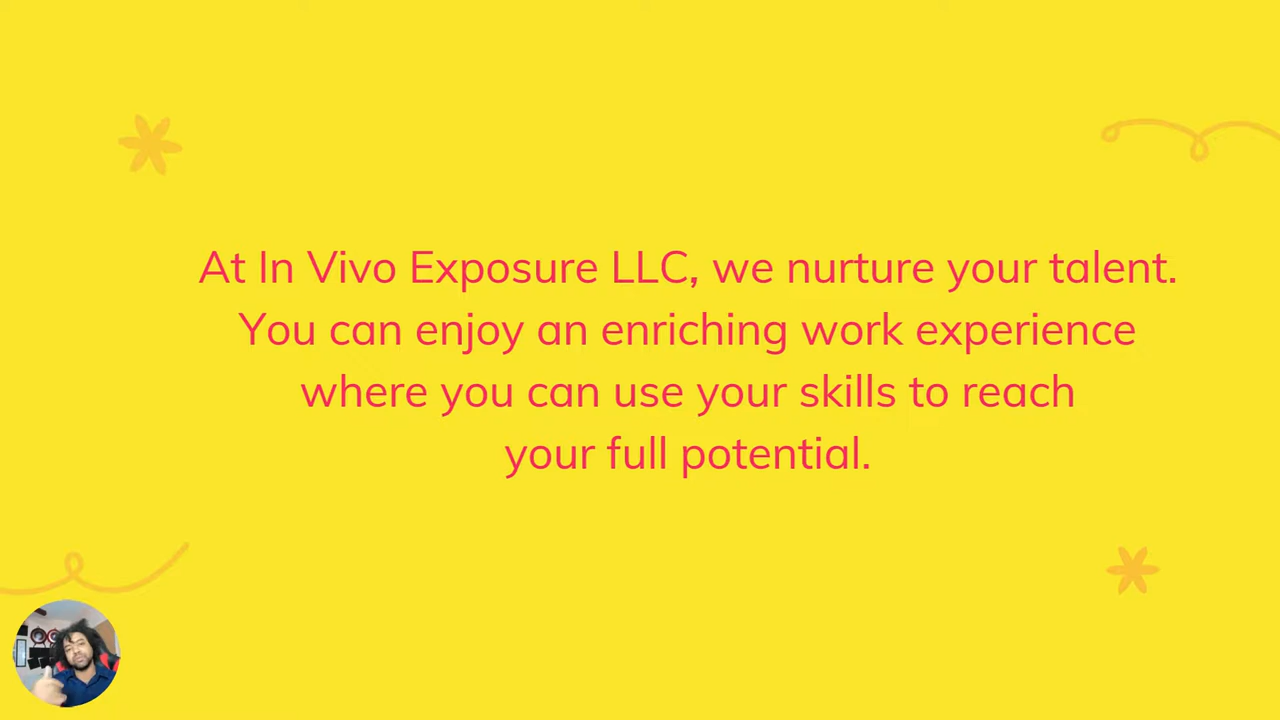 At In Vivo Exposure LLC, we nurture your talent.
You can enjoy an enriching work experience
where you can use your skills to reach
your full potential.